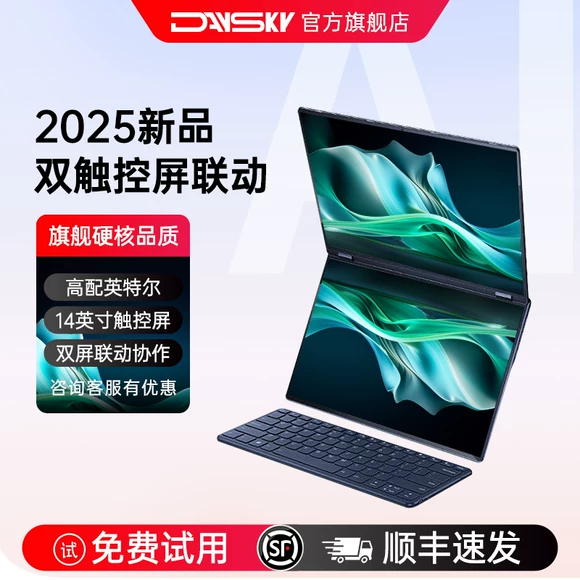 DANSKY 官方旗舰店
2025新品
双触控屏联动
旗舰硬核品质
高配英特尔
14英寸触控屏
双屏联动协作
咨询客服有优惠
AI
试 免费试用 SF 顺丰速发